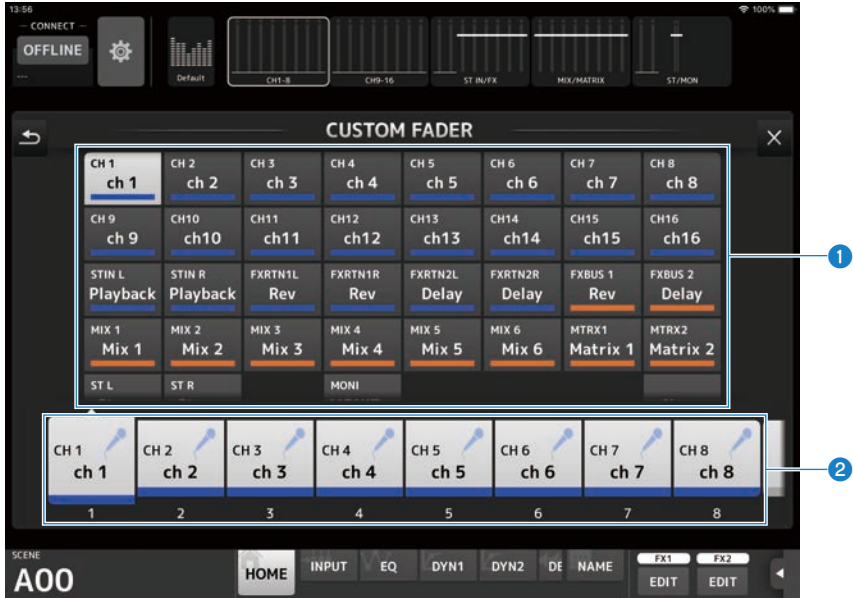 13:56
100%
CONNECT
OFFLINE
---
Default
CH1-8
CH9-16
ST IN/FX
MIX/MATRIX
ST/MON
CUSTOM FADER
CH 1 CH 2 CH 3 CH 4 CH 5 CH 6 CH 7 CH 8
ch 1 ch 2 ch 3 ch 4 ch 5 ch 6 ch 7 ch 8
CH 9 CH10 CH11 CH12 CH13 CH14 CH15 CH16
ch 9 ch10 ch11 ch12 ch13 ch14 ch15 ch16
1
STIN L STIN R FXRTN1L FXRTN1R FXRTN2L FXRTN2R FXBUS 1 FXBUS 2
Playback Playback Rev Rev Delay Delay Rev Delay
MIX 1 MIX 2 MIX 3 MIX 4 MIX 5 MIX 6 MTRX1 MTRX2
Mix 1 Mix 2 Mix 3 Mix 4 Mix 5 Mix 6 Matrix 1 Matrix 2
ST L ST R MONI
CH 1 CH 2 CH 3 CH 4 CH 5 CH 6 CH 7 CH 8
ch 1 ch 2 ch 3 ch 4 ch 5 ch 6 ch 7 ch 8
2
1 2 3 4 5 6 7 8
SCENE
A00
HOME INPUT EQ DYN1 DYN2 DE NAME
FX1 FX2
EDIT EDIT